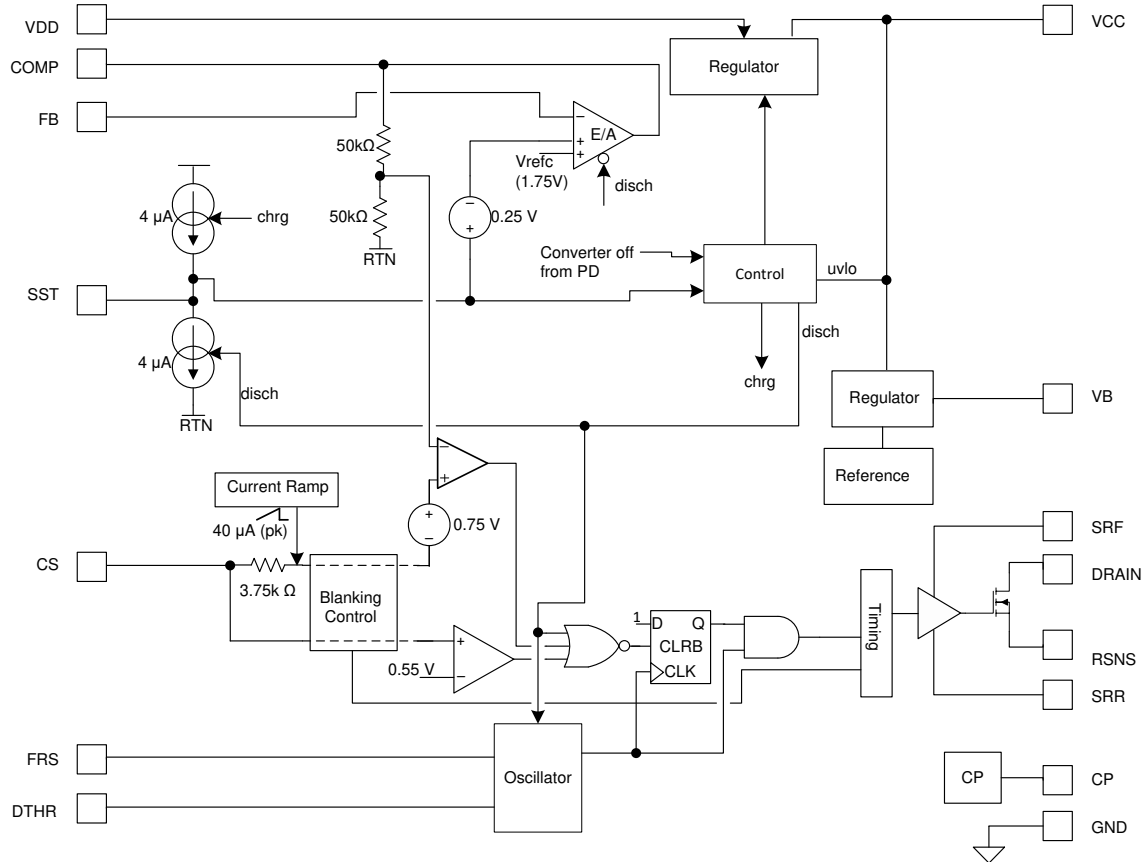 VDD
VCC
COMP
Regulator
FB
E/A
−
+
+
50kΩ
Vrefc
(1.75V)
disch
4 µA
chrg
50kΩ
−
+
0.25 V
RTN
Converter off
from PD
Control
uvlo
SST
disch
4 µA
chrg
disch
RTN
Regulator
VB
−
+
Reference
Current Ramp
40 µA (pk)
+
−
0.75 V
SRF
CS
3.75k Ω
DRAIN
Blanking
Control
Timing
1
D
Q
CLRB
CLK
+
−
0.55 V
RSNS
SRR
FRS
Oscillator
CP
CP
DTHR
GND